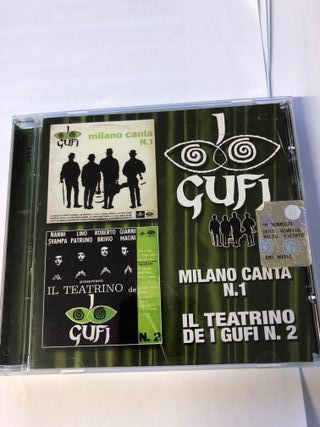 I
GUFI
milano canta
N.1
NANNI
SVAMPA
LINO
PATRUNO
ROBERTO
BRIVIO
GIANNI
MAGNI
presentano:
IL TEATRINO de
I
GUFI
N. 2
I
GUFI
EMI MUSIC
MILANO CANTA
N.1
IL TEATRINO
DE I GUFI N. 2